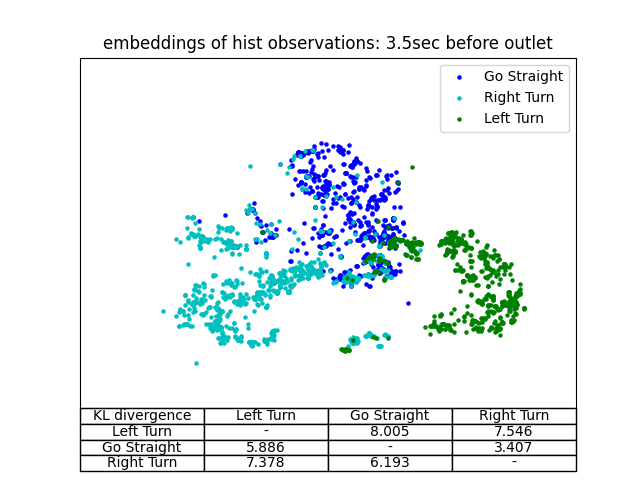 embeddings of hist observations: 3.5sec before outlet
Go Straight
Right Turn
Left Turn
KL divergence Left Turn Go Straight Right Turn
Left Turn - 8.005 7.546
Go Straight 5.886 - 3.407
Right Turn 7.378 6.193 -